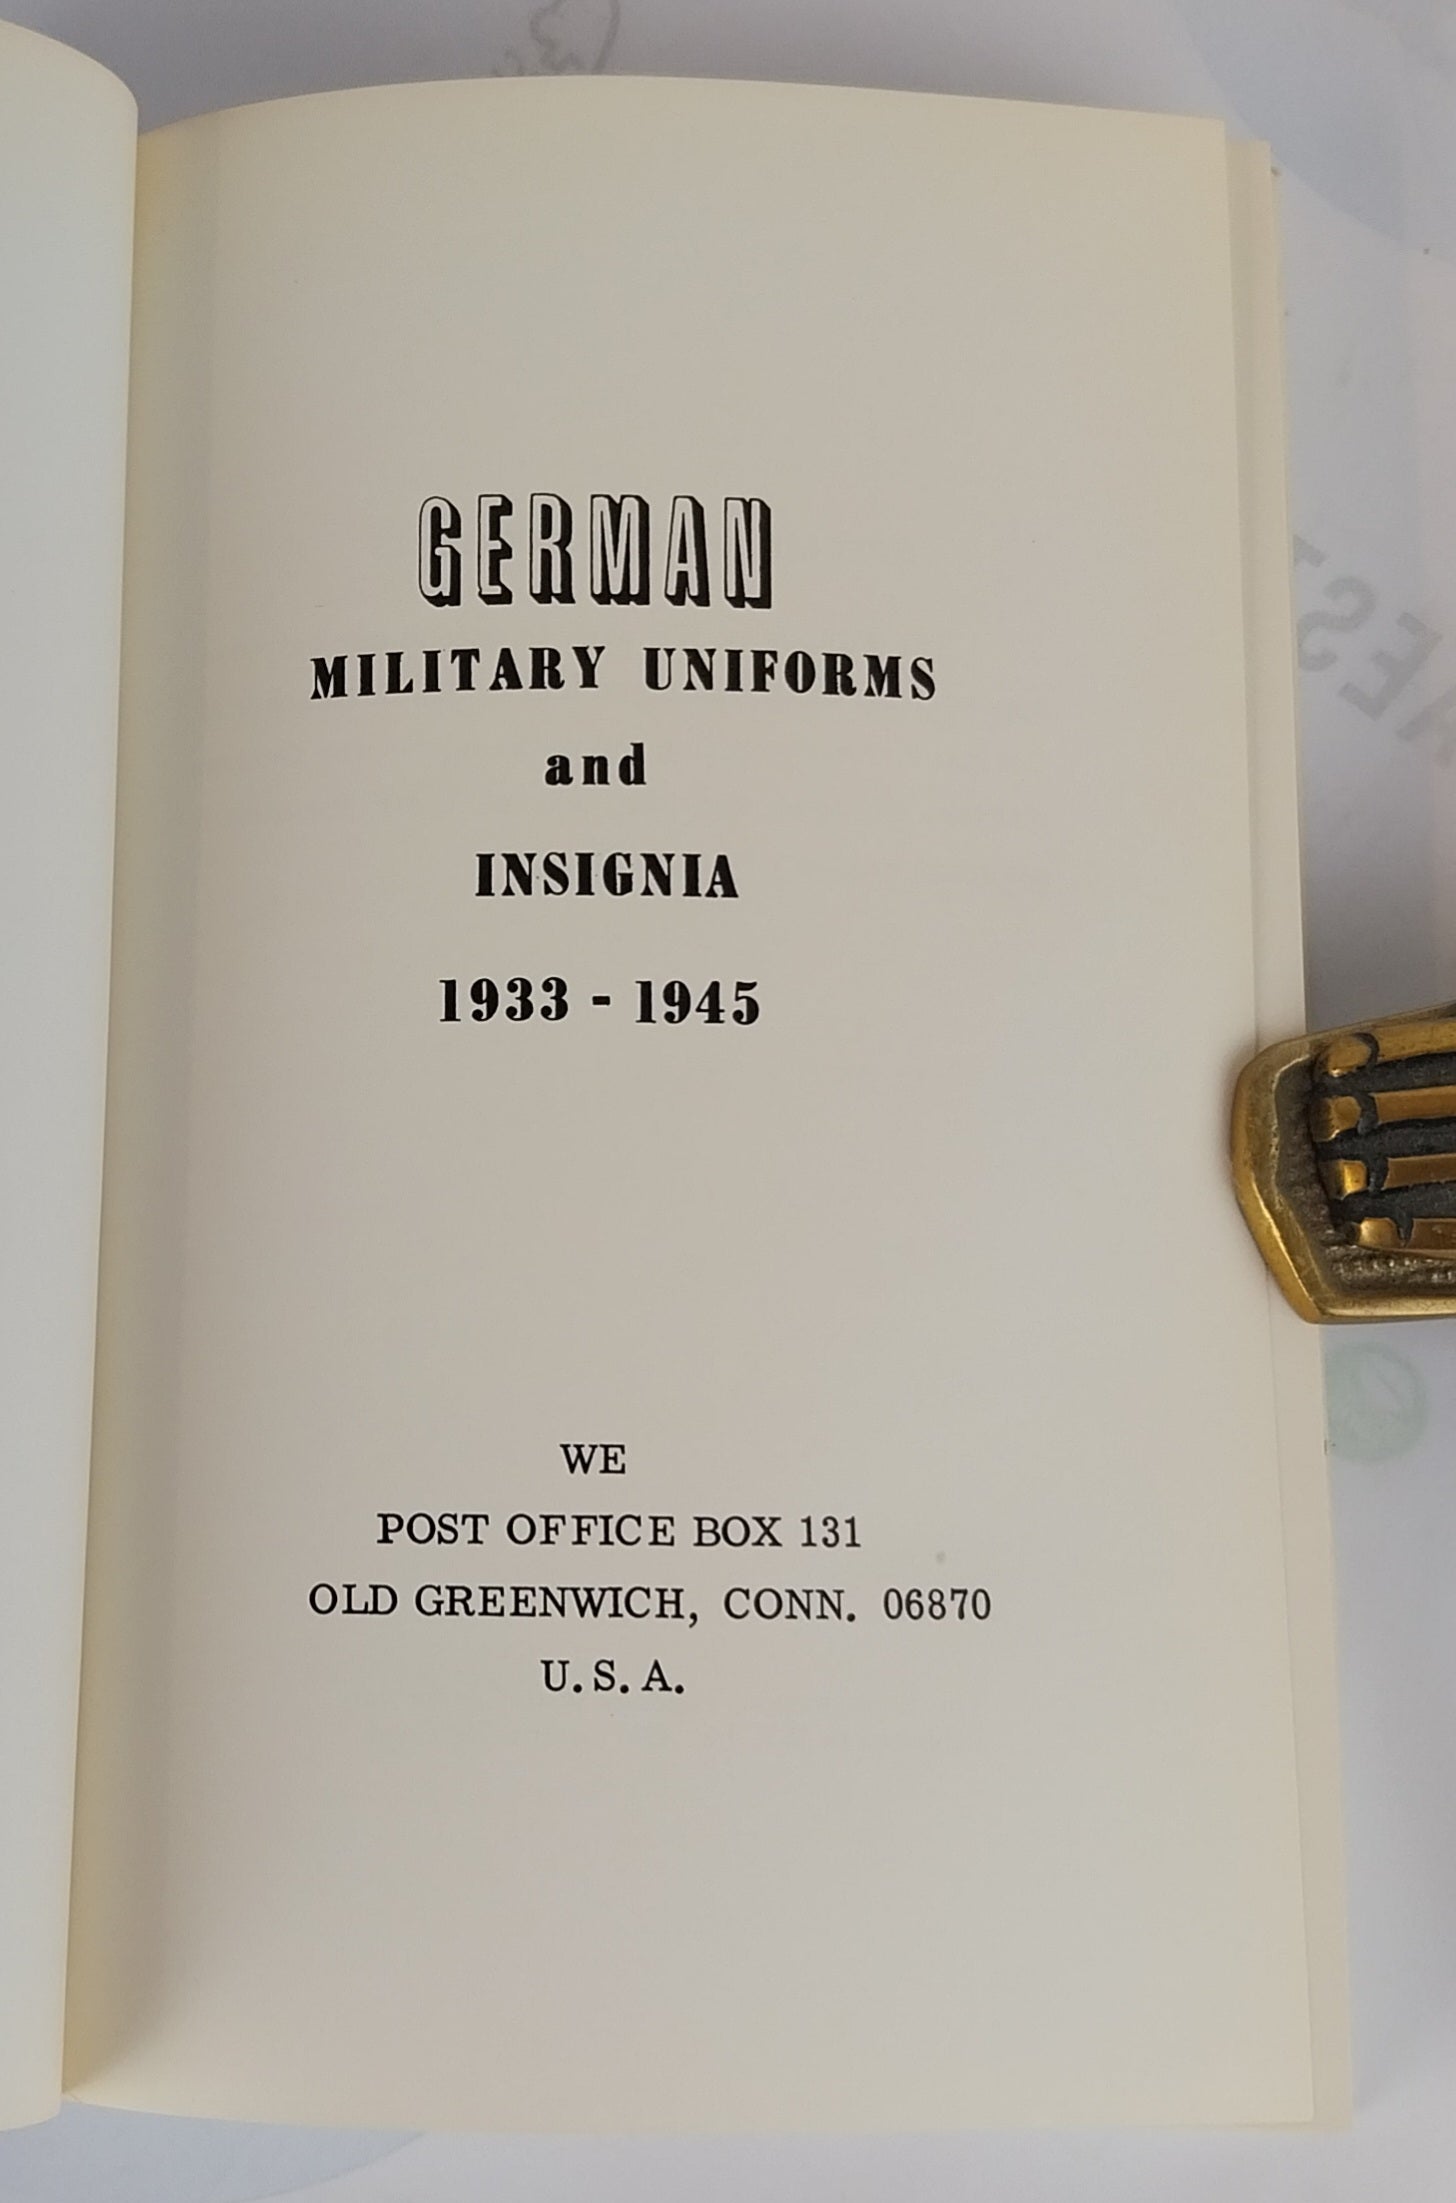 GERMAN
MILITARY UNIFORMS
and
INSIGNIA
1933 - 1945
WE
POST OFFICE BOX 131
OLD GREENWICH, CONN. 06870
U. S. A.